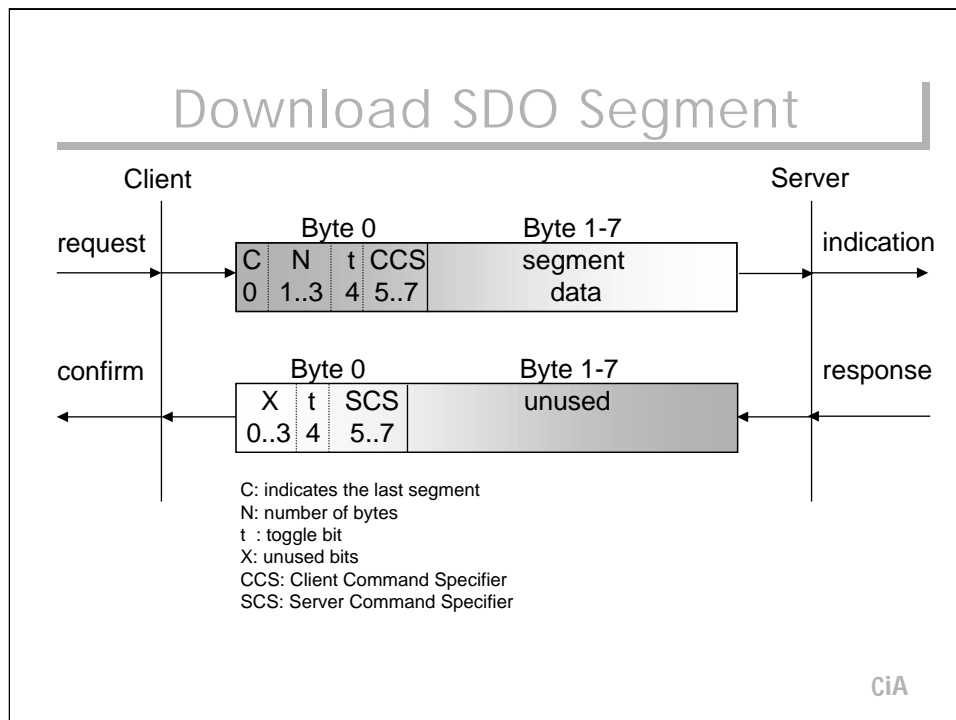 Download SDO Segment
Client
Server
request
Byte 0
Byte 1-7
indication
C N t CCS
segment
0 1..3 4 5..7
data
confirm
Byte 0
Byte 1-7
response
X t SCS
unused
0..3 4 5..7
C: indicates the last segment
N: number of bytes
t : toggle bit
X: unused bits
CCS: Client Command Specifier
SCS: Server Command Specifier
CiA